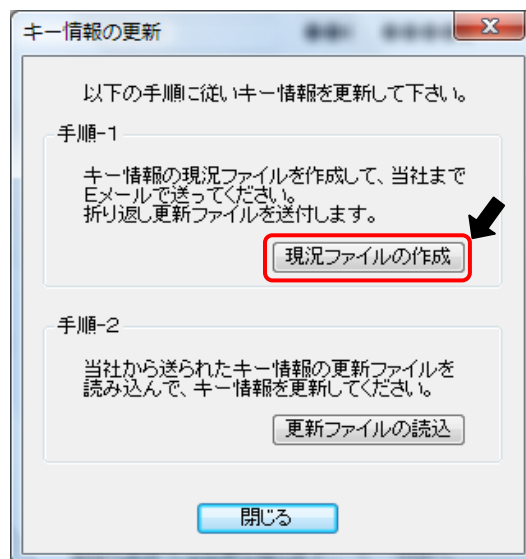 キー情報の更新
以下の手順に従いキー情報を更新して下さい。
手順-1
キー情報の現況ファイルを作成して、当社まで
Eメールで送ってください。
折り返し更新ファイルを送付します。
現況ファイルの作成
手順-2
当社から送られたキー情報の更新ファイルを
読み込んで、キー情報を更新してください。
更新ファイルの読込
閉じる